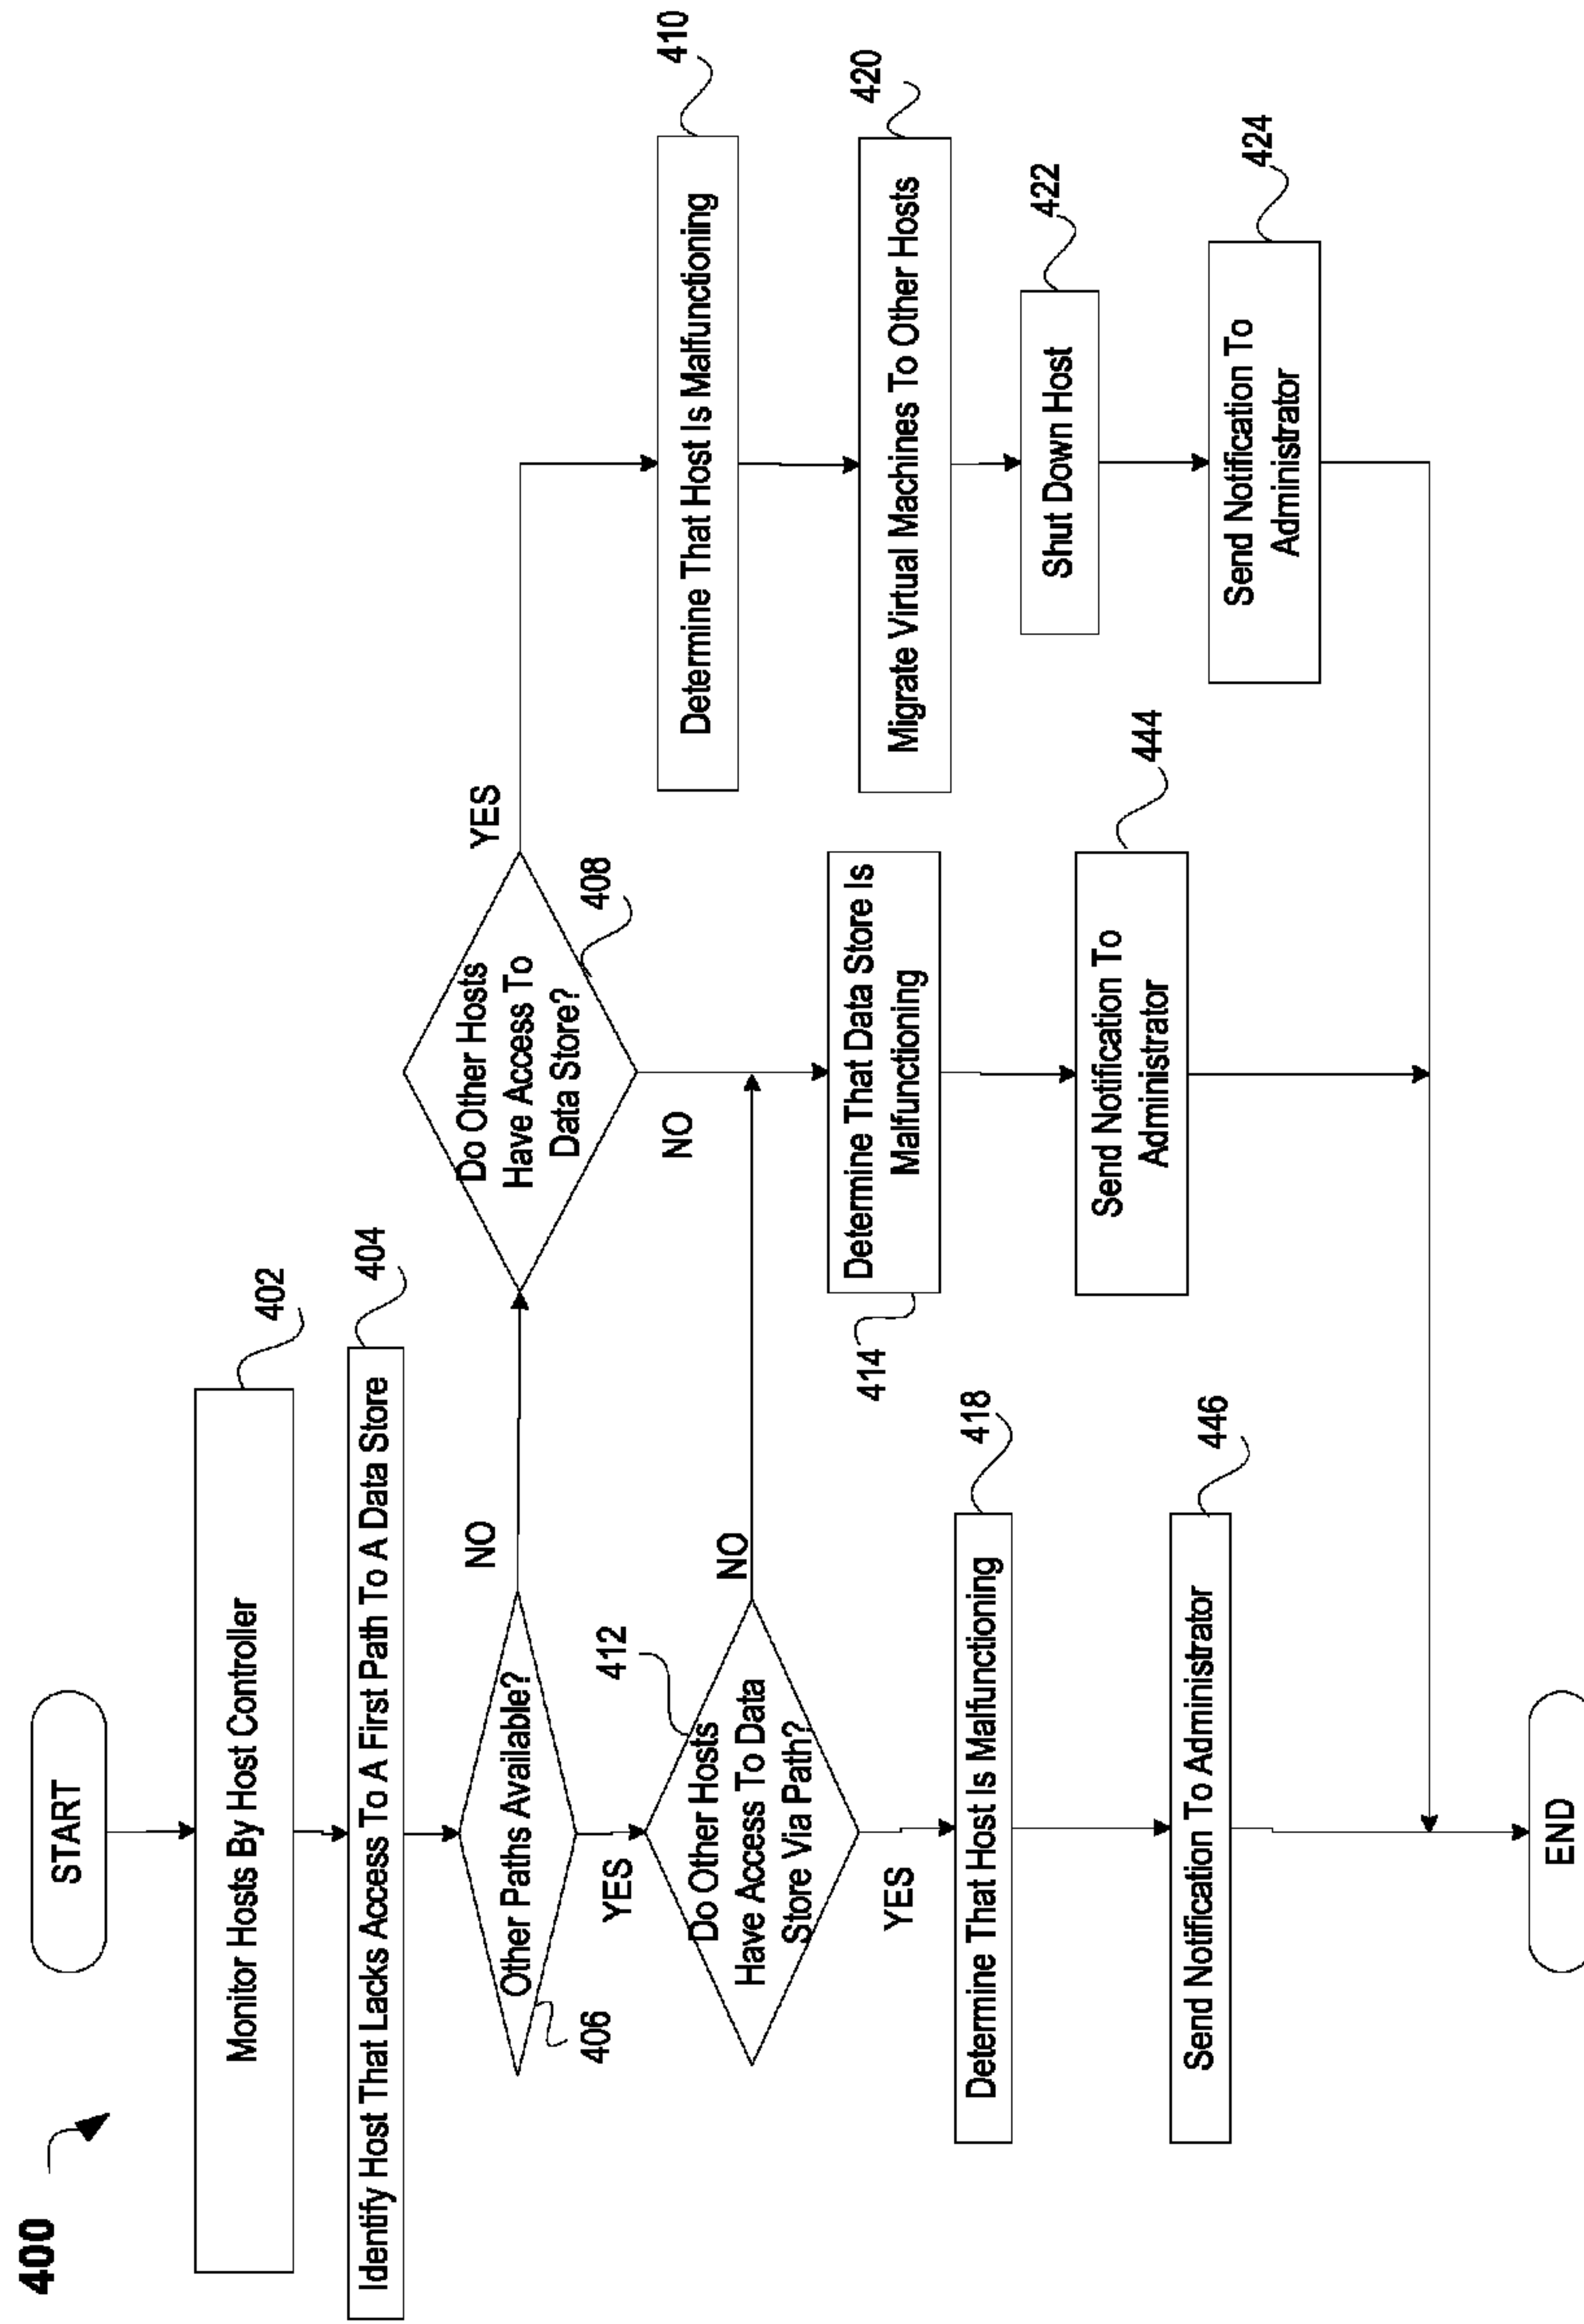 400
START
Monitor Hosts By Host Controller
402
Identify Host That Lacks Access To A First Path To A Data Store
404
Other Paths Available?
406
NO
YES
Do Other Hosts
Have Access To
Data Store?
408
YES
NO
412
Do Other Hosts
Have Access To Data
Store Via Path?
NO
YES
Determine That Host Is Malfunctioning
410
Migrate Virtual Machines To Other Hosts
420
Shut Down Host
422
Send Notification To
Administrator
424
Determine That Data Store Is
Malfunctioning
414
Send Notification To
Administrator
444
Determine That Host Is Malfunctioning
418
Send Notification To Administrator
446
END